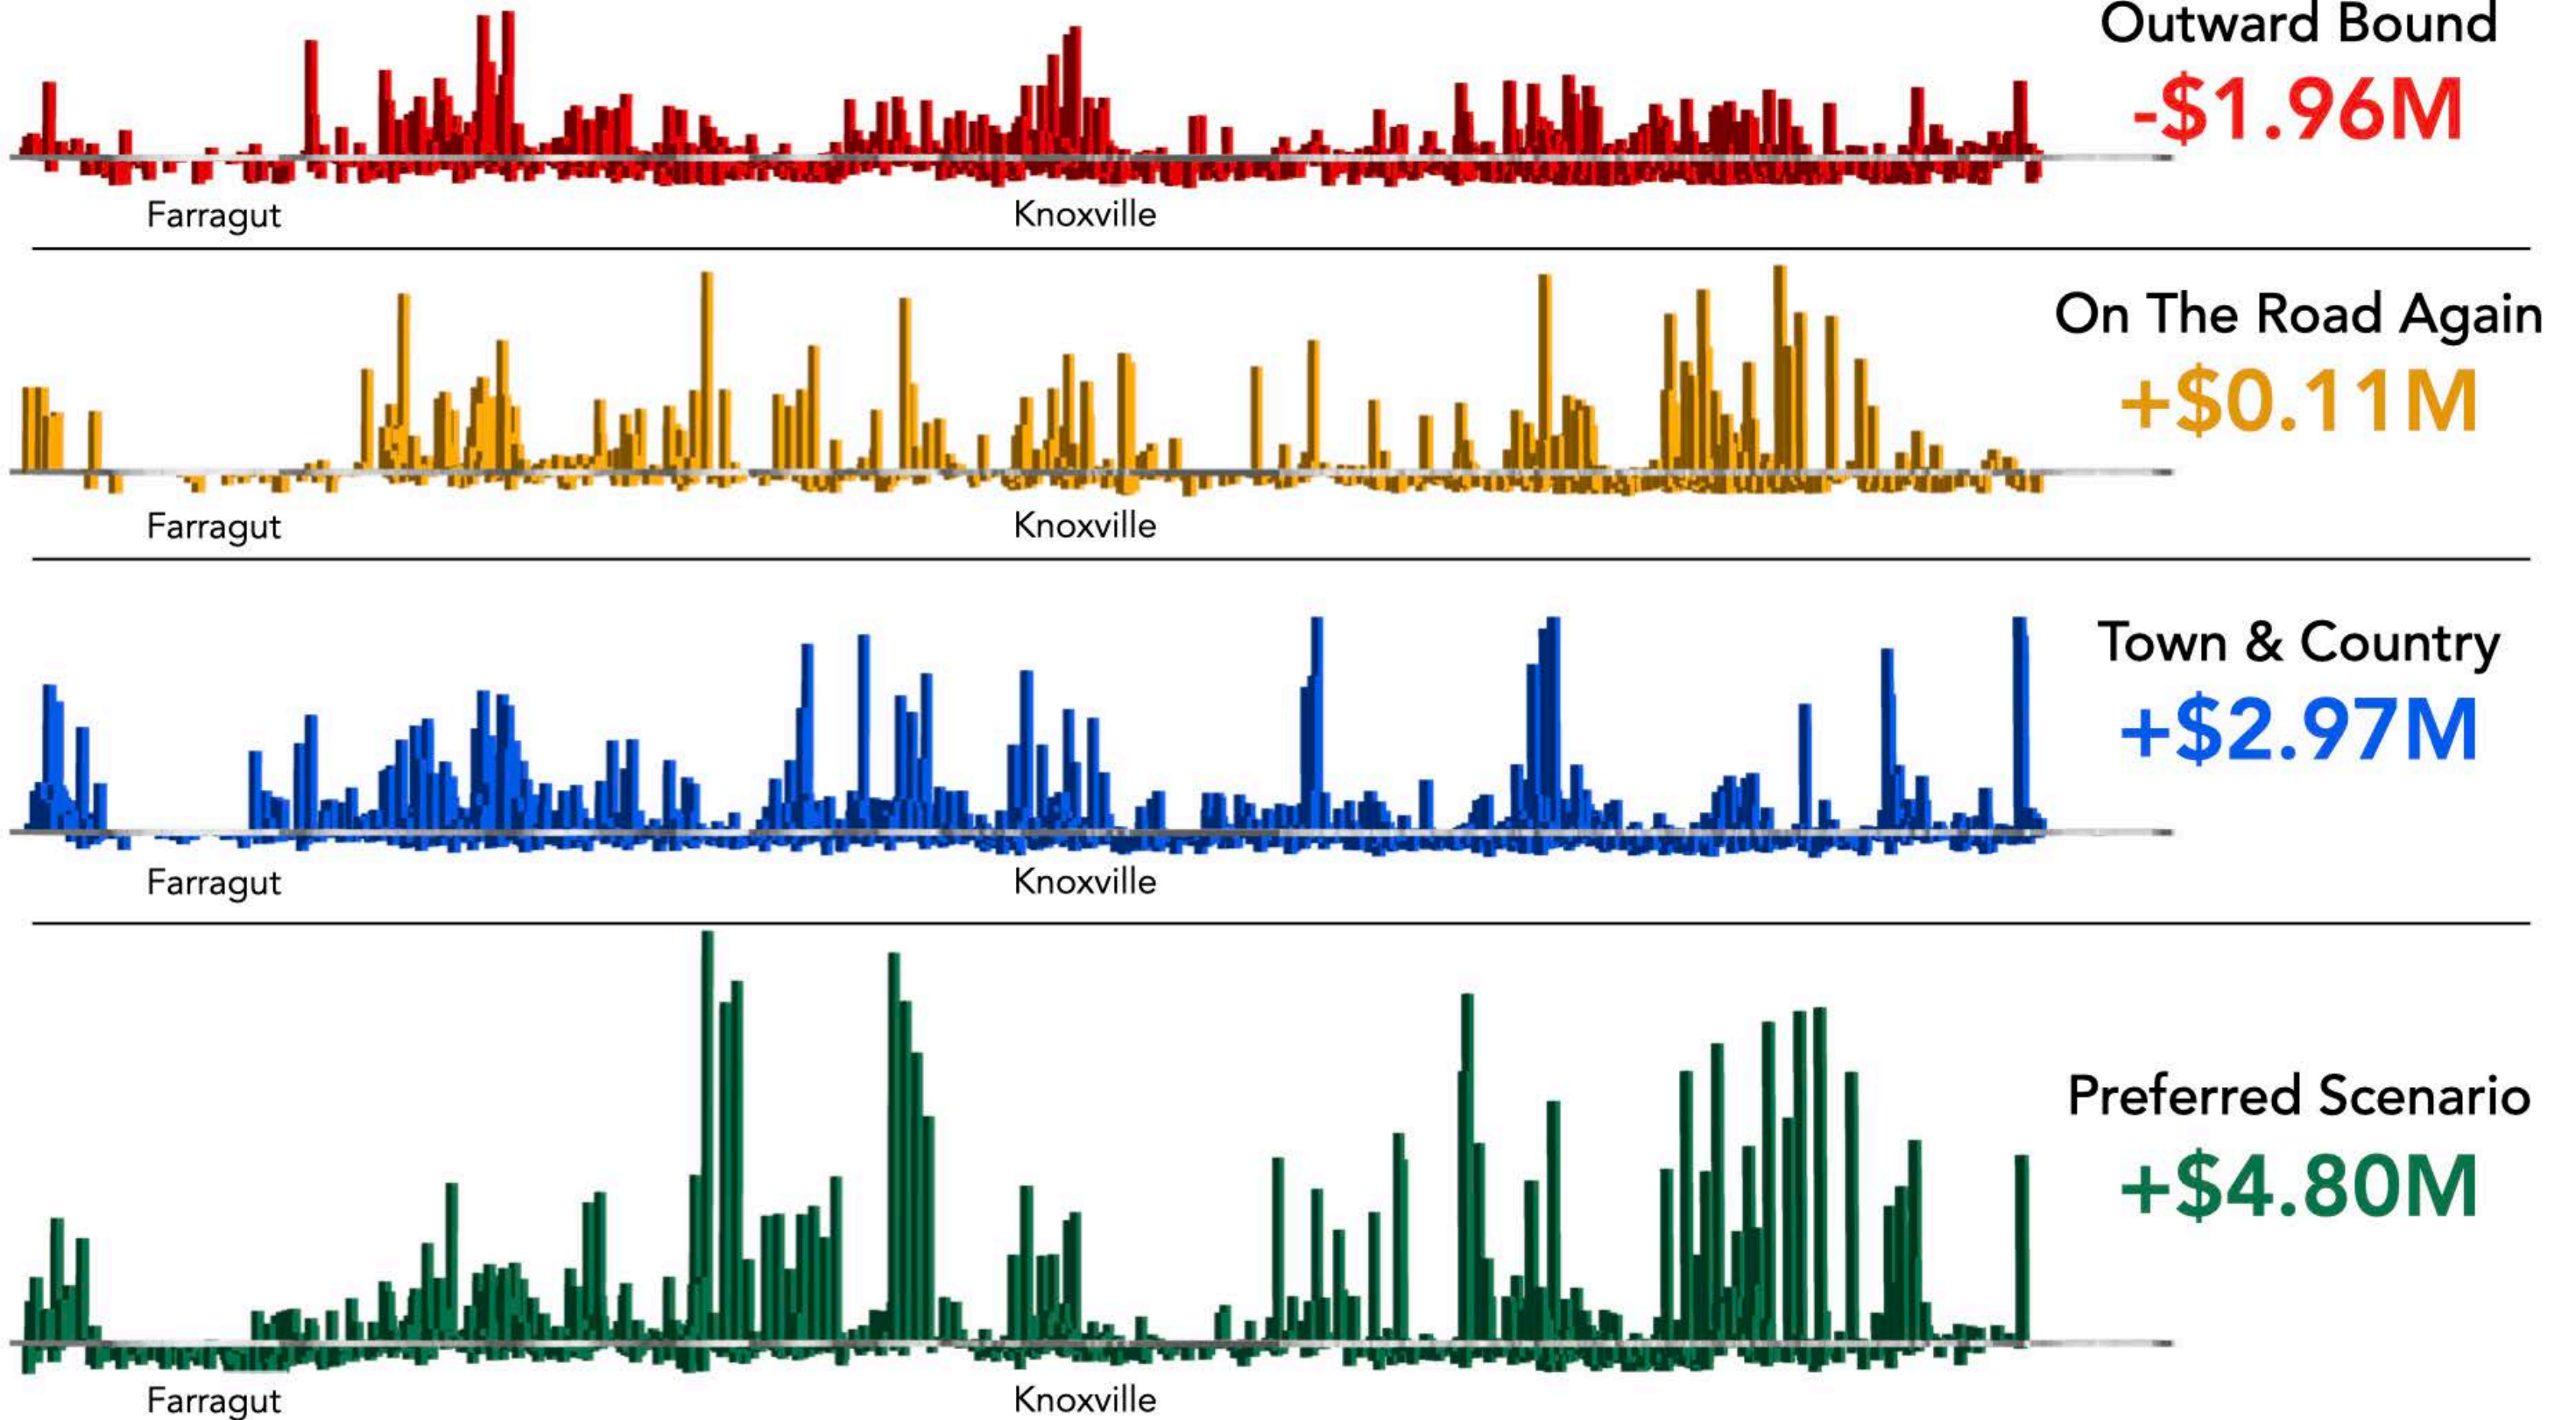 Outward Bound
-$1.96M
Farragut
Knoxville
On The Road Again
+$0.11M
Farragut
Knoxville
Town & Country
+$2.97M
Farragut
Knoxville
Preferred Scenario
+$4.80M
Farragut
Knoxville